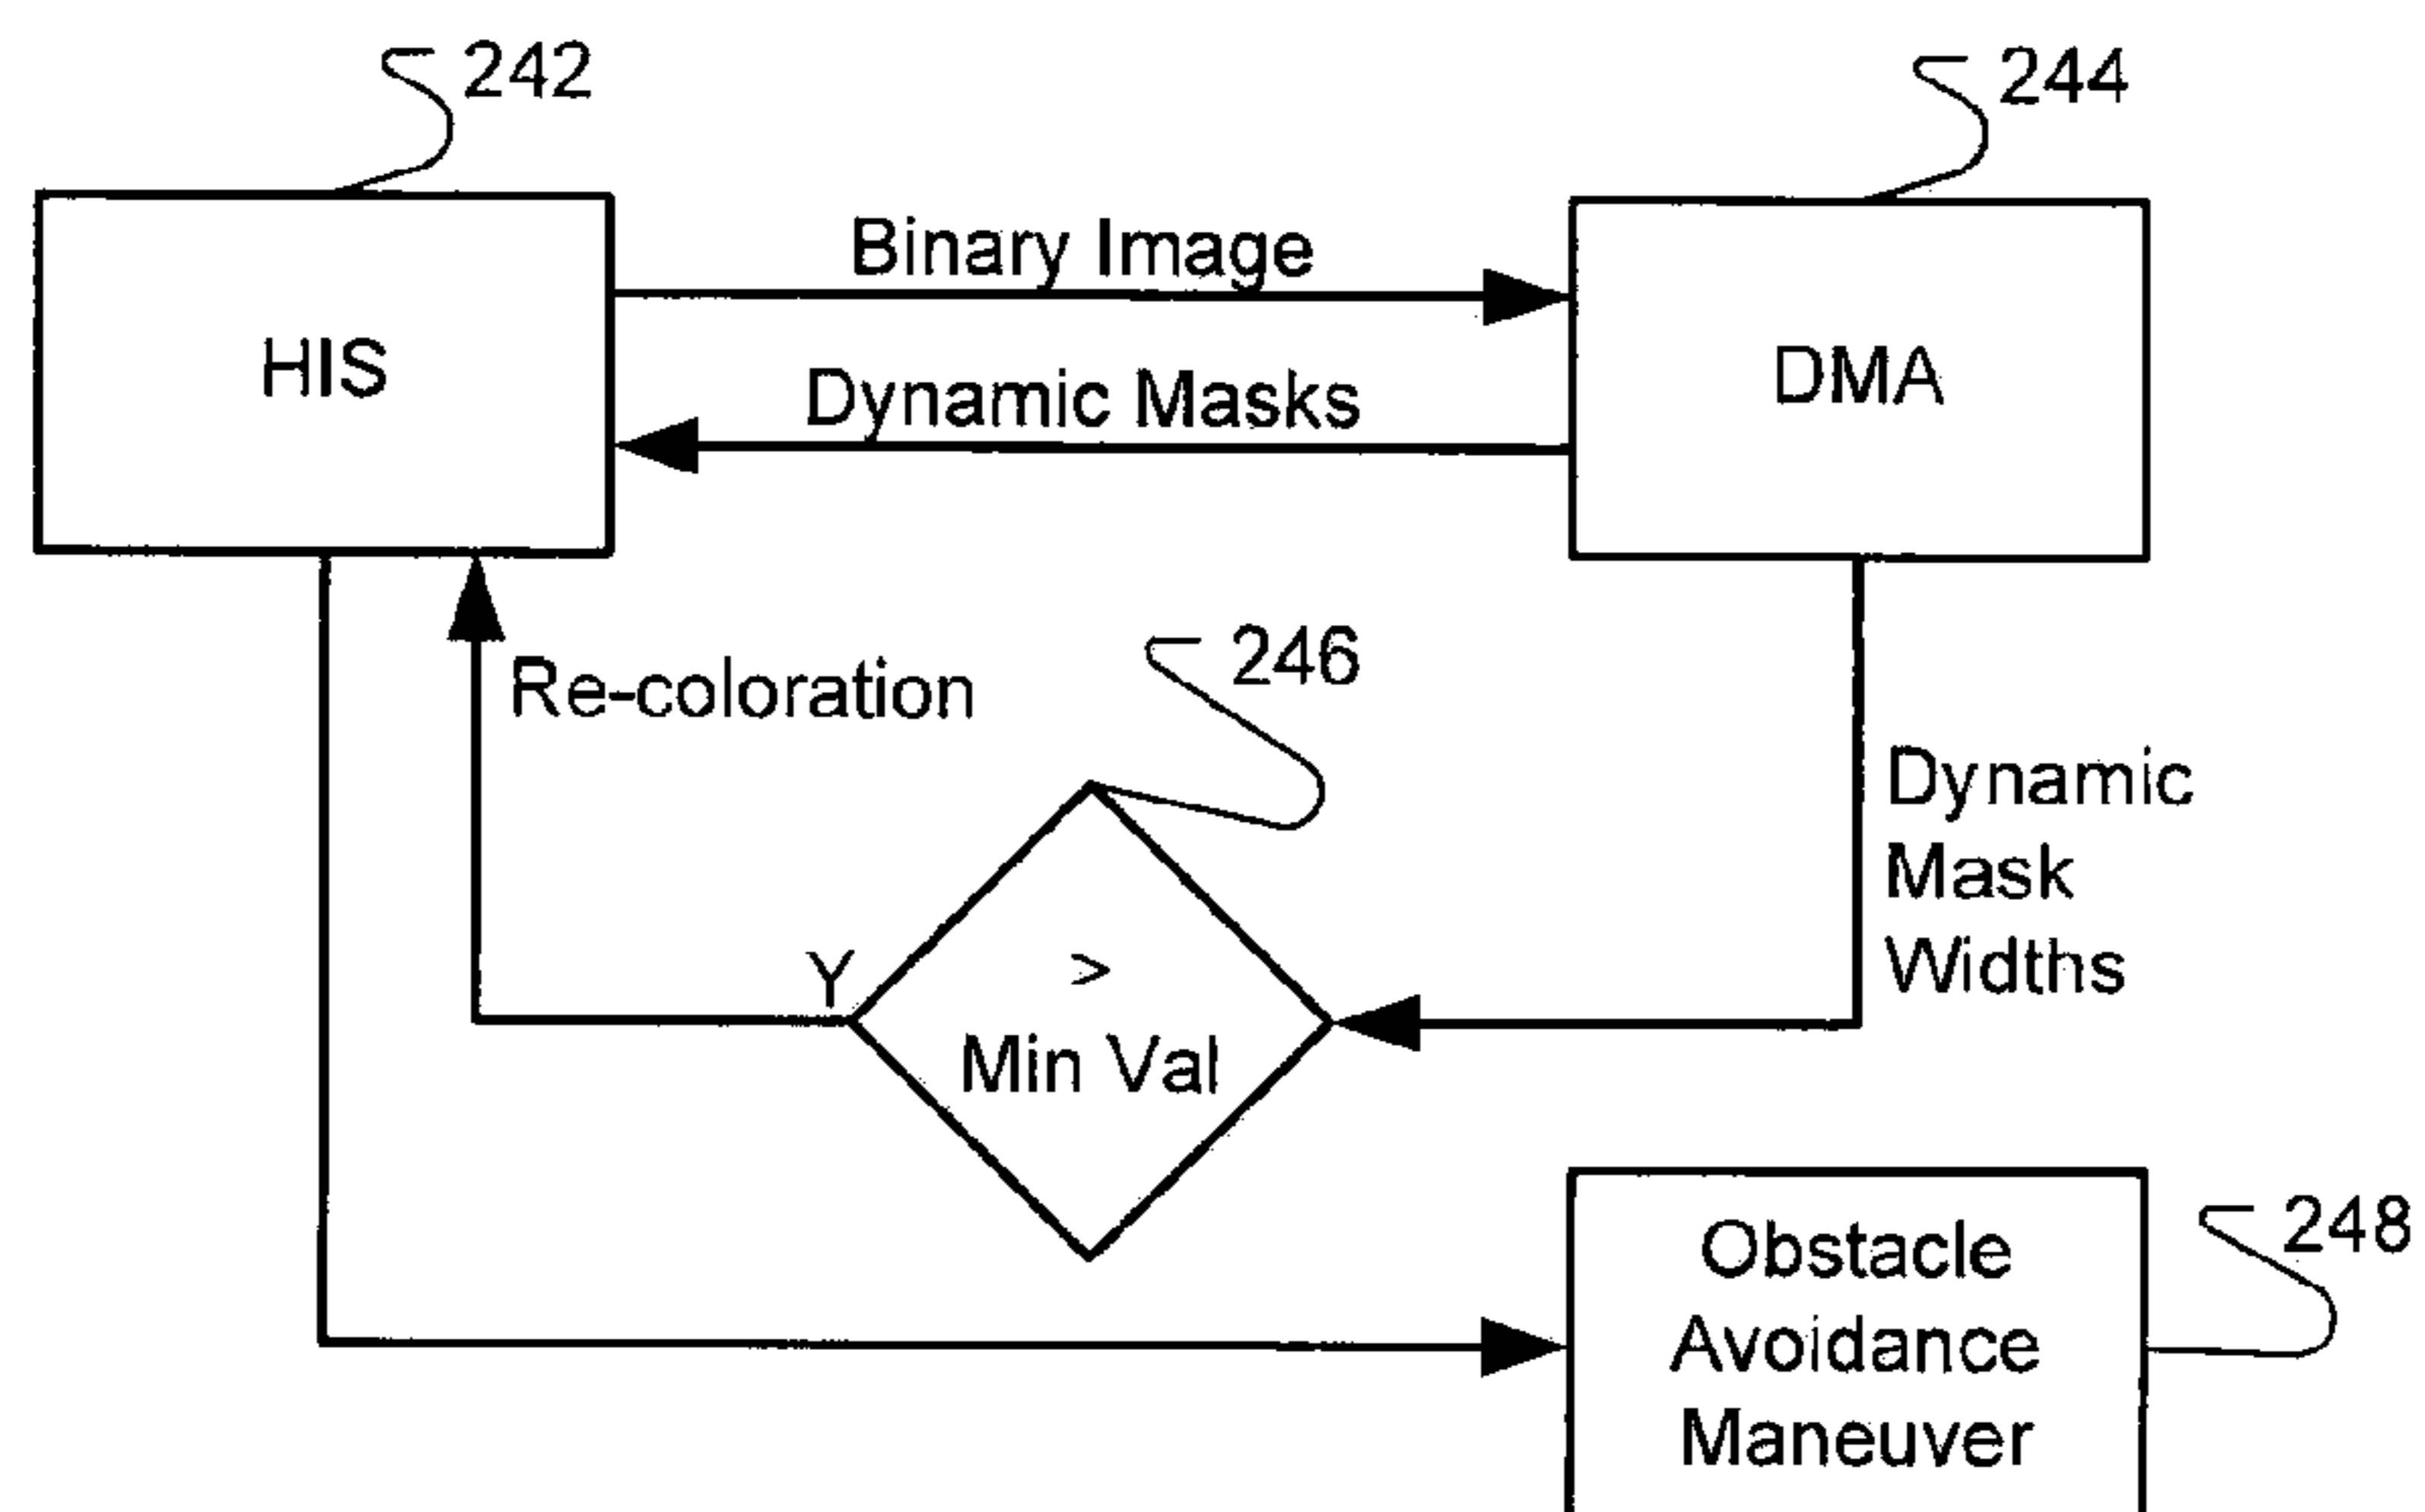 242
244
Binary Image
HIS
DMA
Dynamic Masks
246
Re-coloration
Dynamic
Mask
Widths
Y
>
Min Val
248
Obstacle
Avoidance
Maneuver